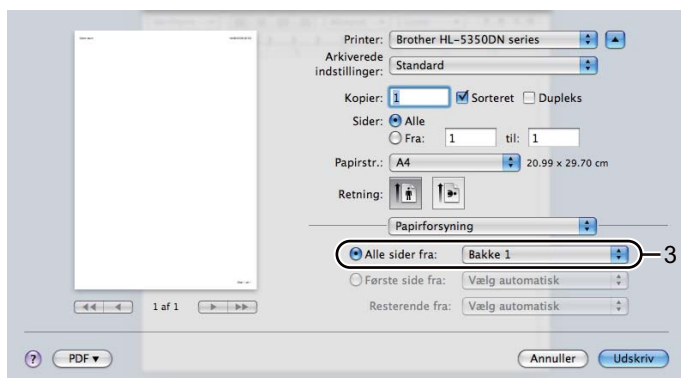 Printer: Brother HL-5350DN series
Arkiverede indstillinger: Standard
Kopier: 1 Sorteret Dupleks
Sider: Alle
Fra: 1 til: 1
Papirstr.: A4 20.99 x 29.70 cm
Retning:
Papirforsyning
Alle sider fra: Bakke 1 3
Første side fra: Vælg automatisk
Resterende fra: Vælg automatisk
1 af 1
? PDF Annuller Udskriv